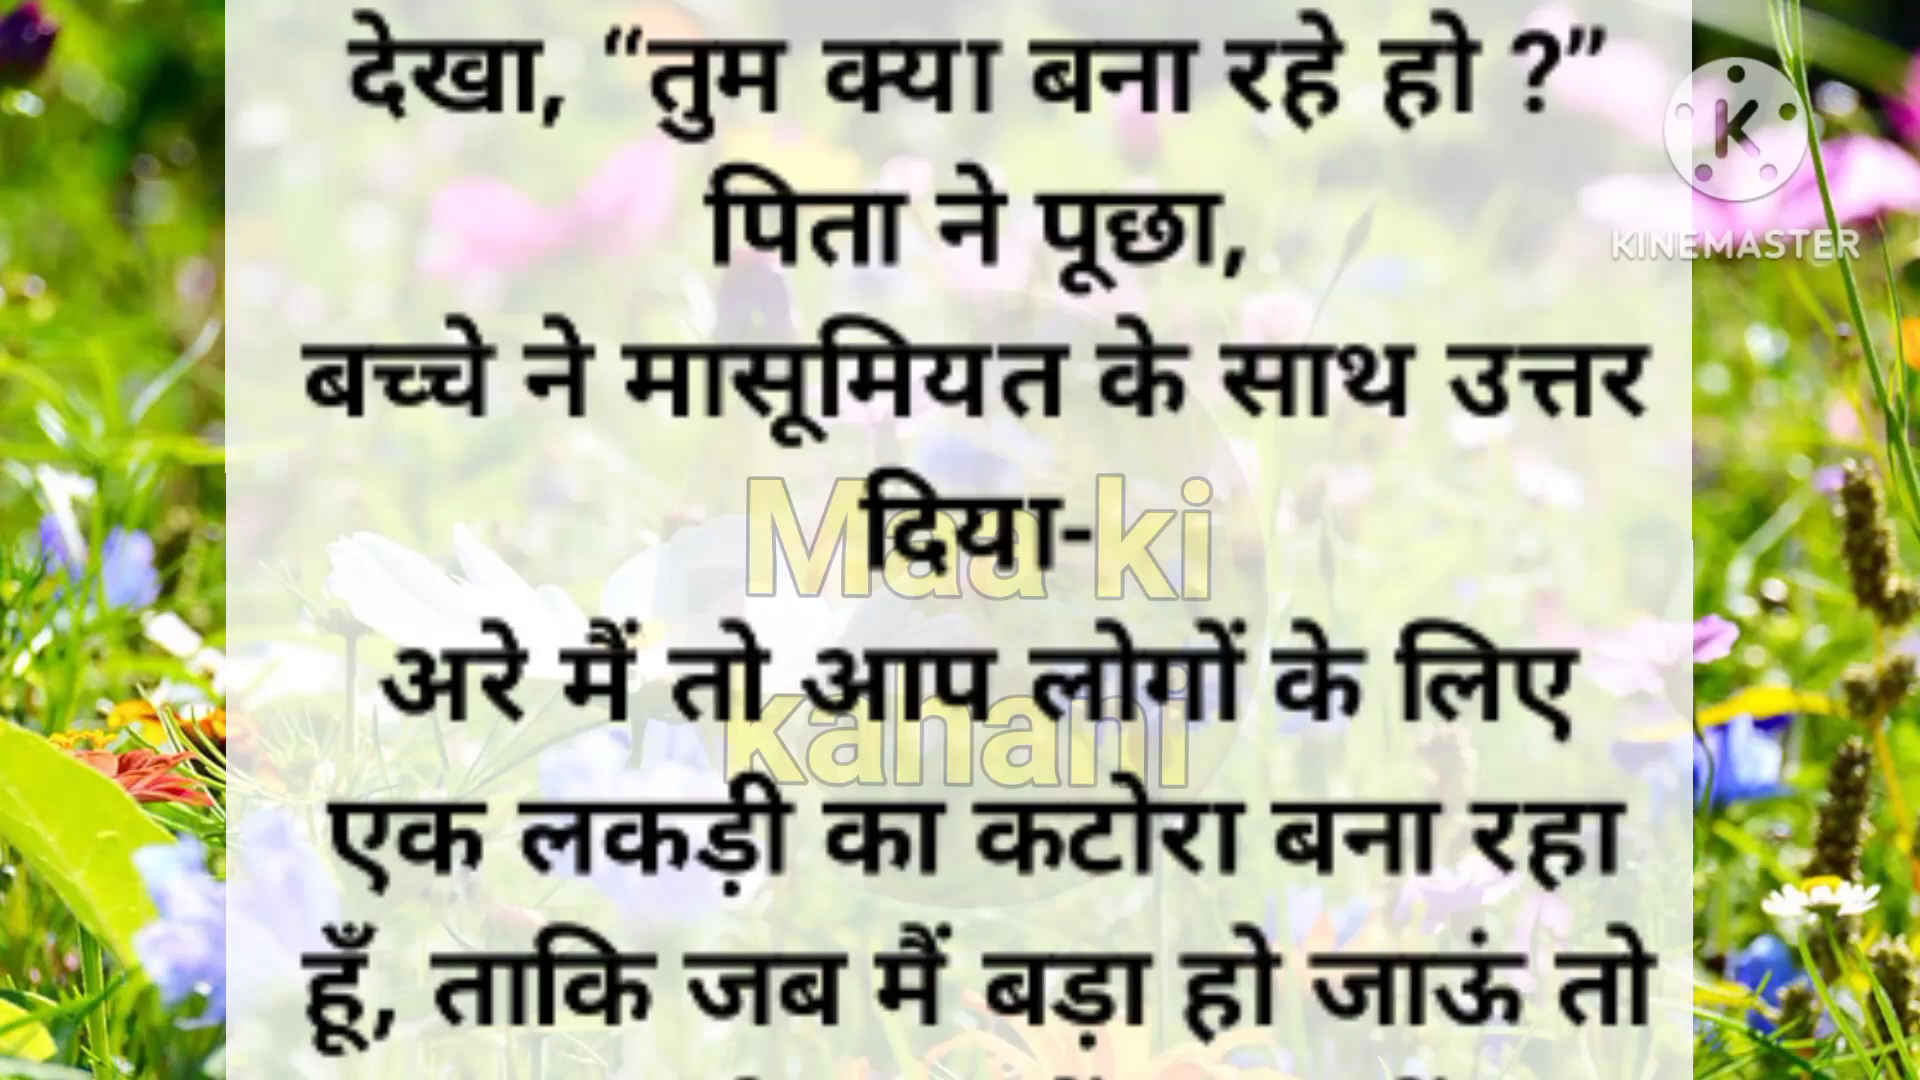 देखा, “तुम क्या बना रहे हो ?”
पिता ने पूछा,
बच्चे ने मासूमियत के साथ उत्तर
दिया-
अरे मैं तो आप लोगों के लिए
एक लकड़ी का कटोरा बना रहा
हूँ, ताकि जब मैं बड़ा हो जाऊं तो
Maa ki
kahani
K
KINEMASTER